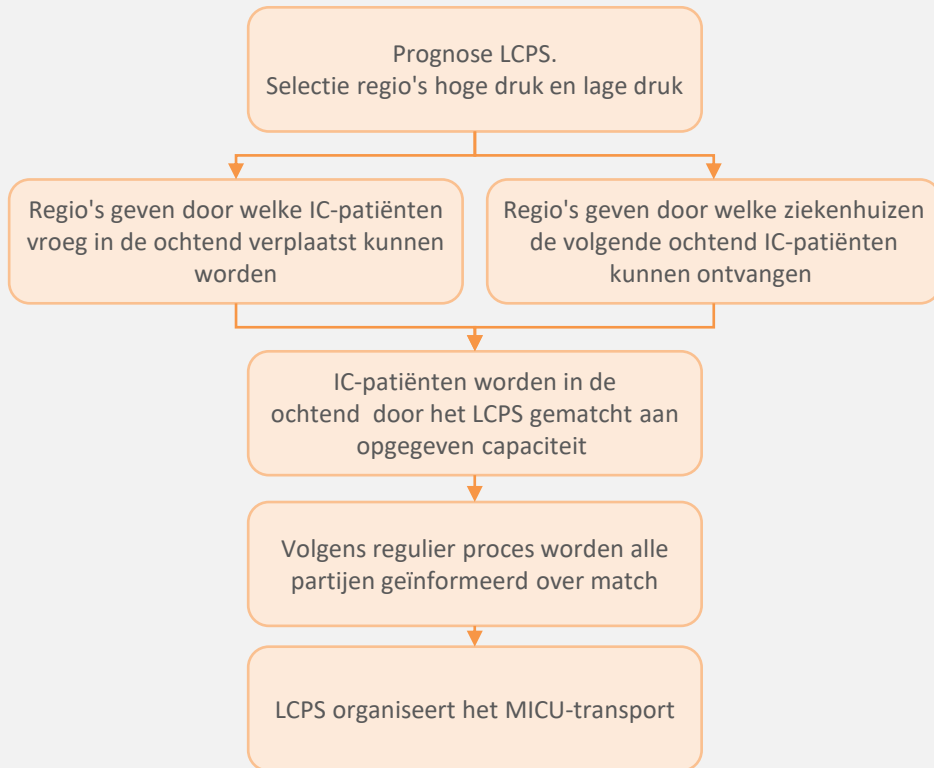 Prognose LCPS.
Selectie regio's hoge druk en lage druk
Regio's geven door welke IC-patiënten
vroeg in de ochtend verplaatst kunnen
worden
Regio's geven door welke ziekenhuizen
de volgende ochtend IC-patiënten
kunnen ontvangen
IC-patiënten worden in de
ochtend  door het LCPS gematcht aan
opgegeven capaciteit
Volgens regulier proces worden alle
partijen geïnformeerd over match
LCPS organiseert het MICU-transport